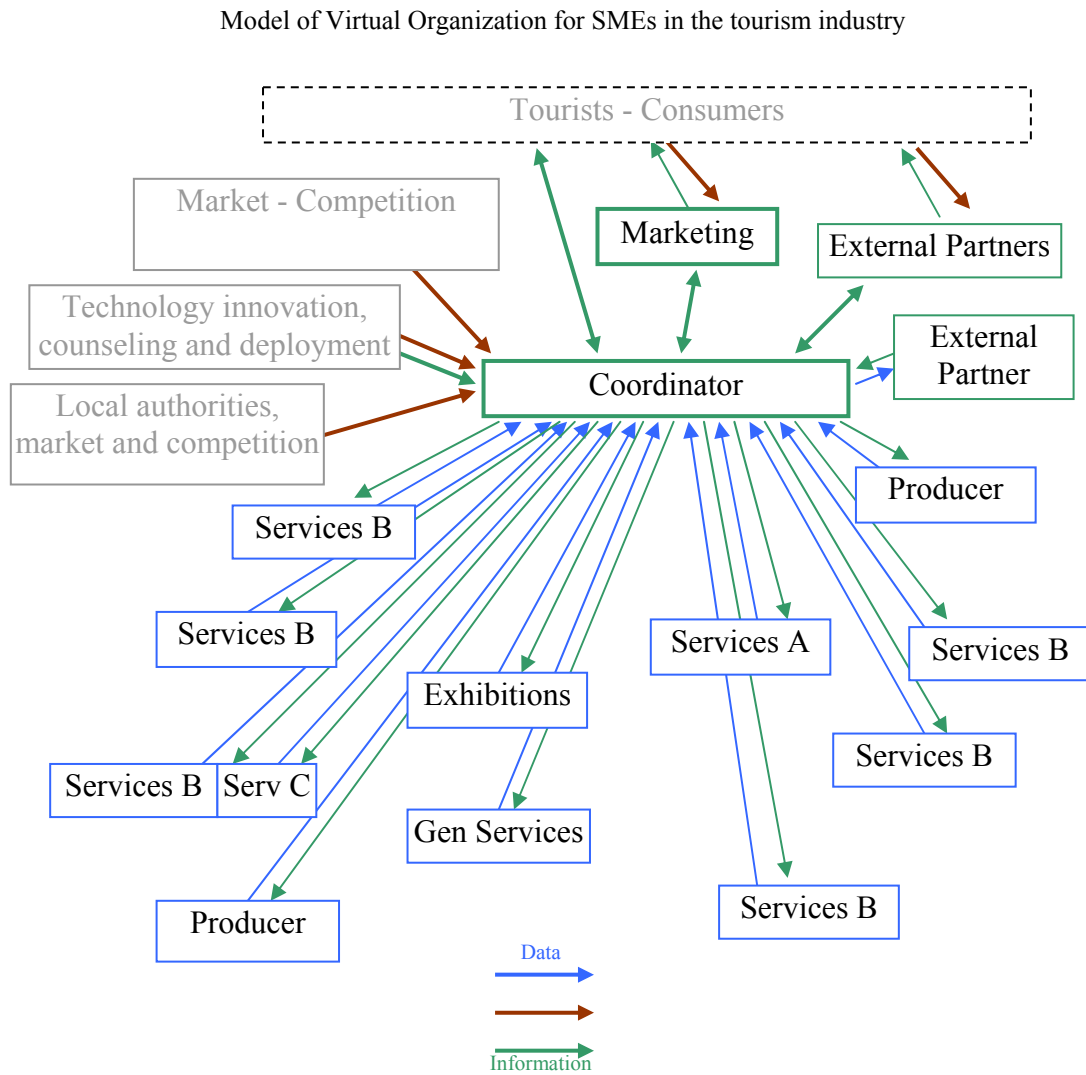 Model of Virtual Organization for SMEs in the tourism industry
Tourists - Consumers
Market - Competition
Marketing
External Partners
Technology innovation,
counseling and deployment
External
Partner
Coordinator
Local authorities,
market and competition
Producer
Services B
Services B
Services A
Services B
Exhibitions
Services B
Services B
Serv C
Gen Services
Services B
Producer
Data
Information